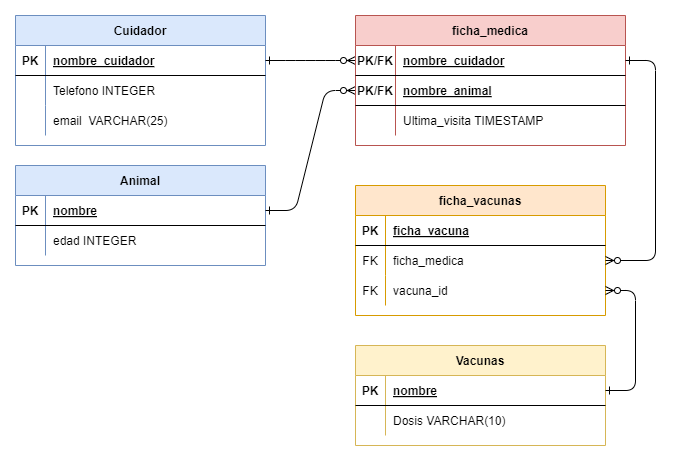 Cuidador
PK nombre_cuidador
Telefono INTEGER
email VARCHAR(25)
Animal
PK nombre
edad INTEGER
ficha_medica
PK/FK nombre_cuidador
PK/FK nombre_animal
Ultima_visita TIMESTAMP
ficha_vacunas
PK ficha_vacuna
FK ficha_medica
FK vacuna_id
Vacunas
PK nombre
Dosis VARCHAR(10)